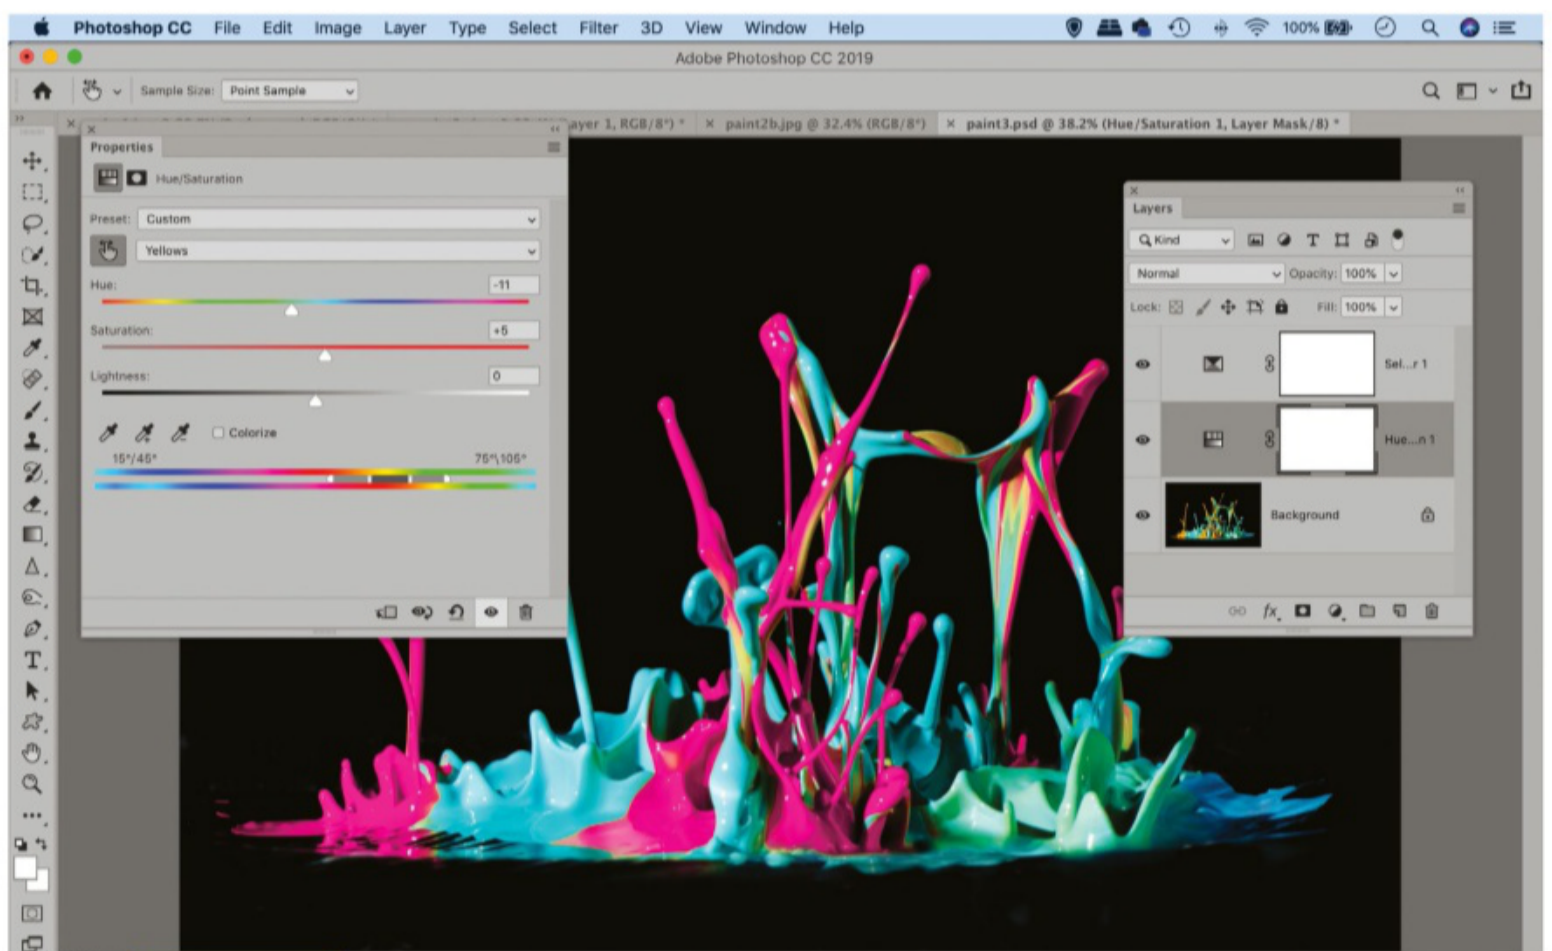 Photoshop CC File Edit Image Layer Type Select Filter 3D View Window Help 100%
Adobe Photoshop CC 2019
Sample Size: Point Sample
ayer 1, RGB/8*) * × paint2b.jpg @ 32.4% (RGB/8*) × paint3.psd @ 38.2% (Hue/Saturation 1, Layer Mask/8) *
Properties
Hue/Saturation
Preset: Custom
Yellows
Hue: -11
Saturation: +5
Lightness: 0
Colorize
15°/45° 75°\105°
Layers
Kind
Normal Opacity: 100%
Lock: Fill: 100%
Sel...r 1
Hue...n 1
Background
fx